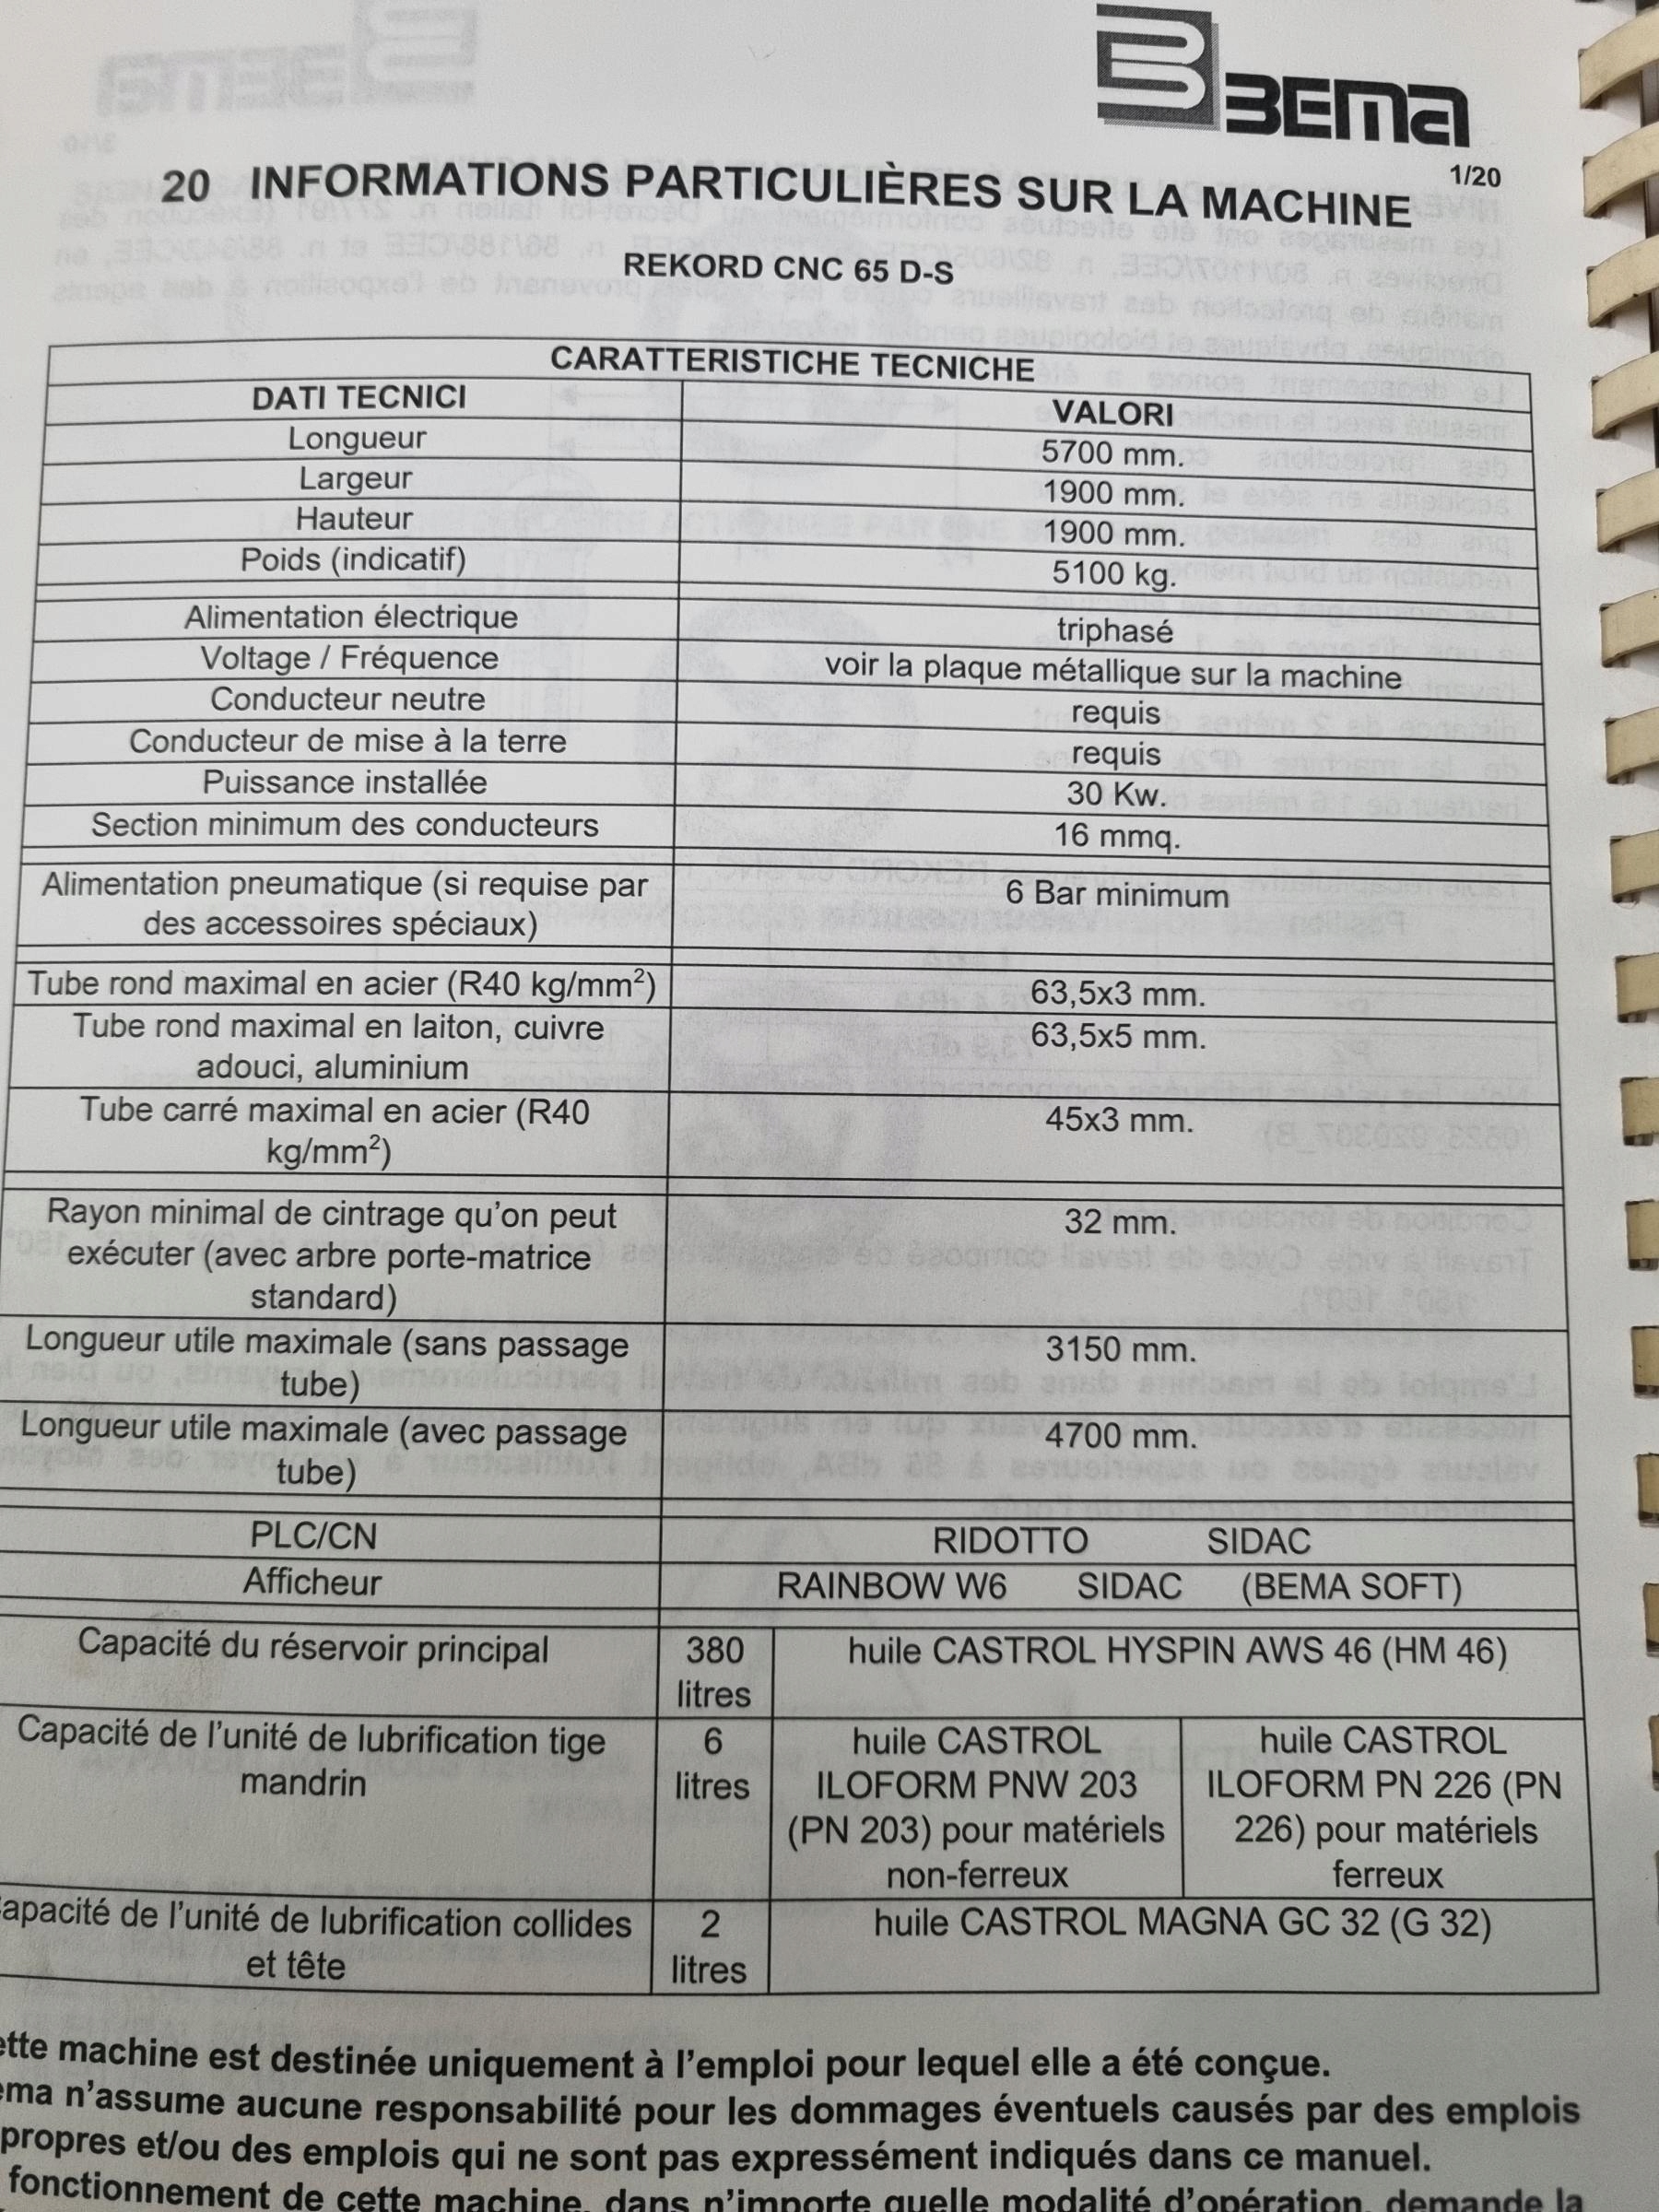 BEMA
1/20
20 INFORMATIONS PARTICULIÈRES SUR LA MACHINE
REKORD CNC 65 D-S
CARATTERISTICHE TECNICHE
DATI TECNICI VALORI
Longueur 5700 mm.
Largeur 1900 mm.
Hauteur 1900 mm.
Poids (indicatif) 5100 kg.
Alimentation électrique triphasé
Voltage / Fréquence voir la plaque métallique sur la machine
Conducteur neutre requis
Conducteur de mise à la terre requis
Puissance installée 30 Kw.
Section minimum des conducteurs 16 mmq.
Alimentation pneumatique (si requise par 6 Bar minimum
des accessoires spéciaux)
Tube rond maximal en acier (R40 kg/mm²) 63,5x3 mm.
Tube rond maximal en laiton, cuivre 63,5x5 mm.
adouci, aluminium
Tube carré maximal en acier (R40 45x3 mm.
kg/mm²)
Rayon minimal de cintrage qu'on peut 32 mm.
exécuter (avec arbre porte-matrice
standard)
Longueur utile maximale (sans passage 3150 mm.
tube)
Longueur utile maximale (avec passage 4700 mm.
tube)
PLC/CN RIDOTTO SIDAC
Afficheur RAINBOW W6 SIDAC (BEMA SOFT)
Capacité du réservoir principal 380 huile CASTROL HYSPIN AWS 46 (HM 46)
litres
Capacité de l'unité de lubrification tige 6 huile CASTROL huile CASTROL
mandrin litres ILOFORM PNW 203 ILOFORM PN 226 (PN
(PN 203) pour matériels 226) pour matériels
non-ferreux ferreux
apacité de l'unité de lubrification collides 2 huile CASTROL MAGNA GC 32 (G 32)
et tête litres
ette machine est destinée uniquement à l'emploi pour lequel elle a été conçue.
ema n'assume aucune responsabilité pour les dommages éventuels causés par des emplois
propres et/ou des emplois qui ne sont pas expressément indiqués dans ce manuel.
fonctionnement de cette machine, dans n'importe quelle modalité d'opération, demande la